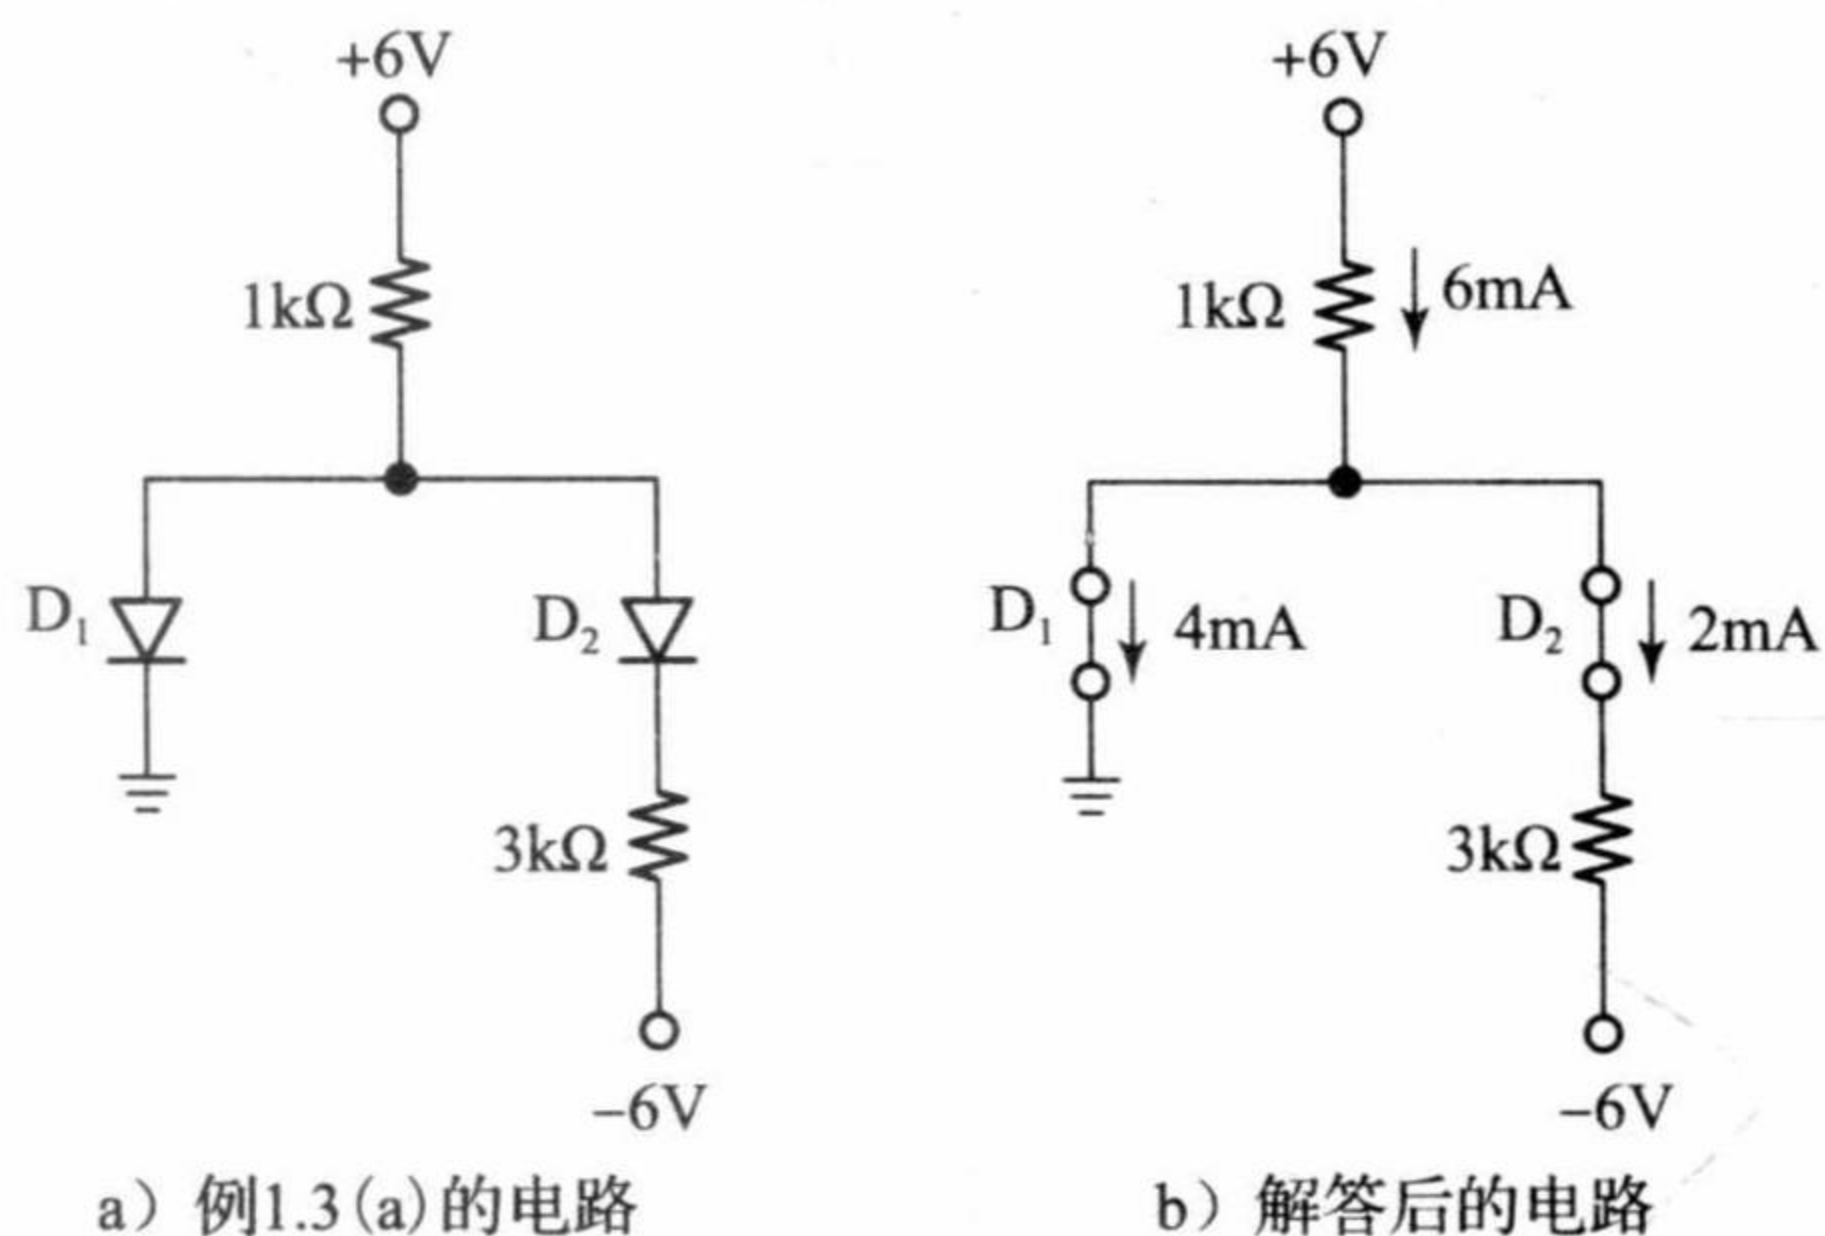 +6V
1kΩ
D₁
D₂
3kΩ
−6V
a）例1.3(a)的电路
+6V
1kΩ
6mA
D₁
4mA
D₂
2mA
3kΩ
−6V
b）解答后的电路